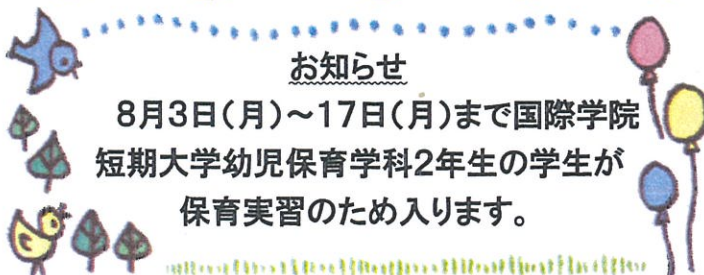 お知らせ
8月3日(月)～17日(月)まで国際学院
短期大学幼児保育学科2年生の学生が
保育実習のため入ります。